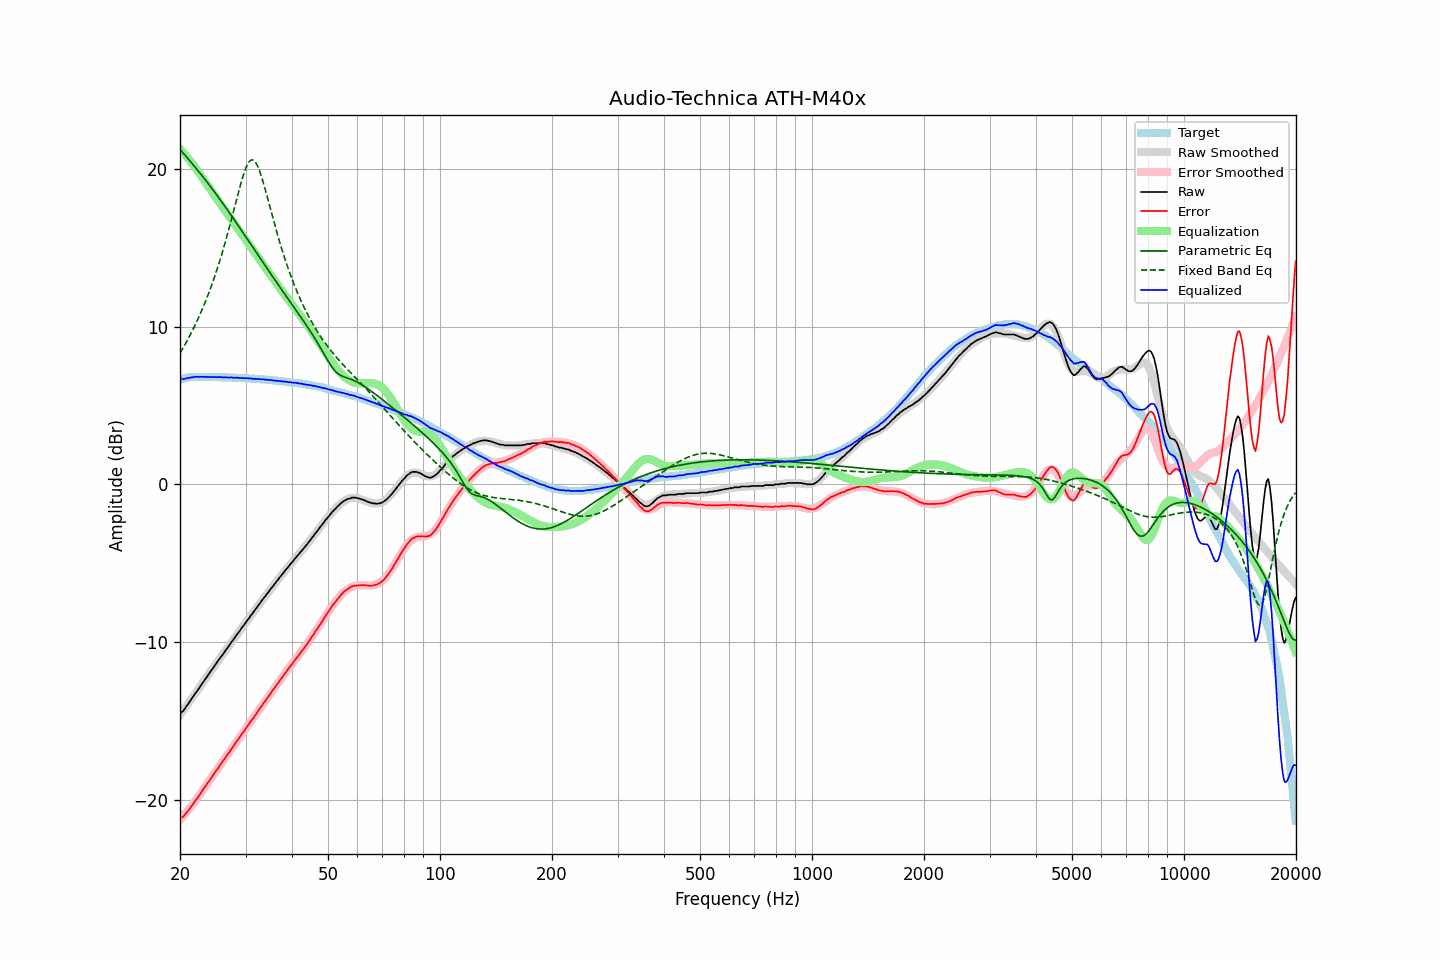 Audio-Technica ATH-M40x
Target
Raw Smoothed
Error Smoothed
Raw
Error
Equalization
Parametric Eq
Fixed Band Eq
Equalized
20
10
0
−10
−20
Amplitude (dBr)
20
50
100
200
500
1000
2000
5000
10000
20000
Frequency (Hz)